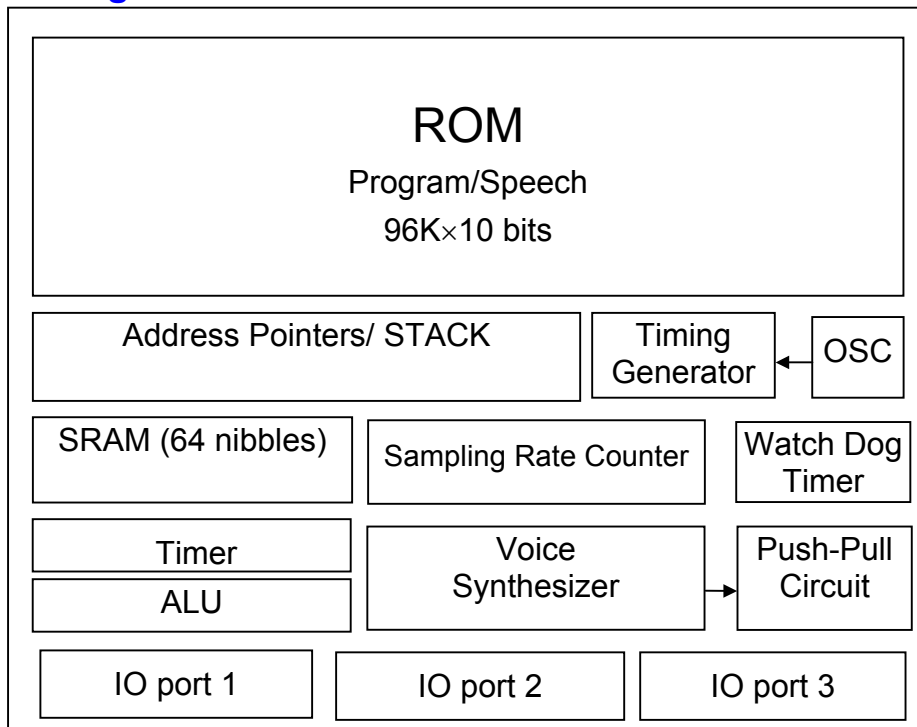 ROM
Program/Speech
96K×10 bits
Address Pointers/ STACK
Timing
Generator
OSC
SRAM (64 nibbles)
Sampling Rate Counter
Watch Dog
Timer
Timer
ALU
Voice
Synthesizer
Push-Pull
Circuit
IO port 1
IO port 2
IO port 3